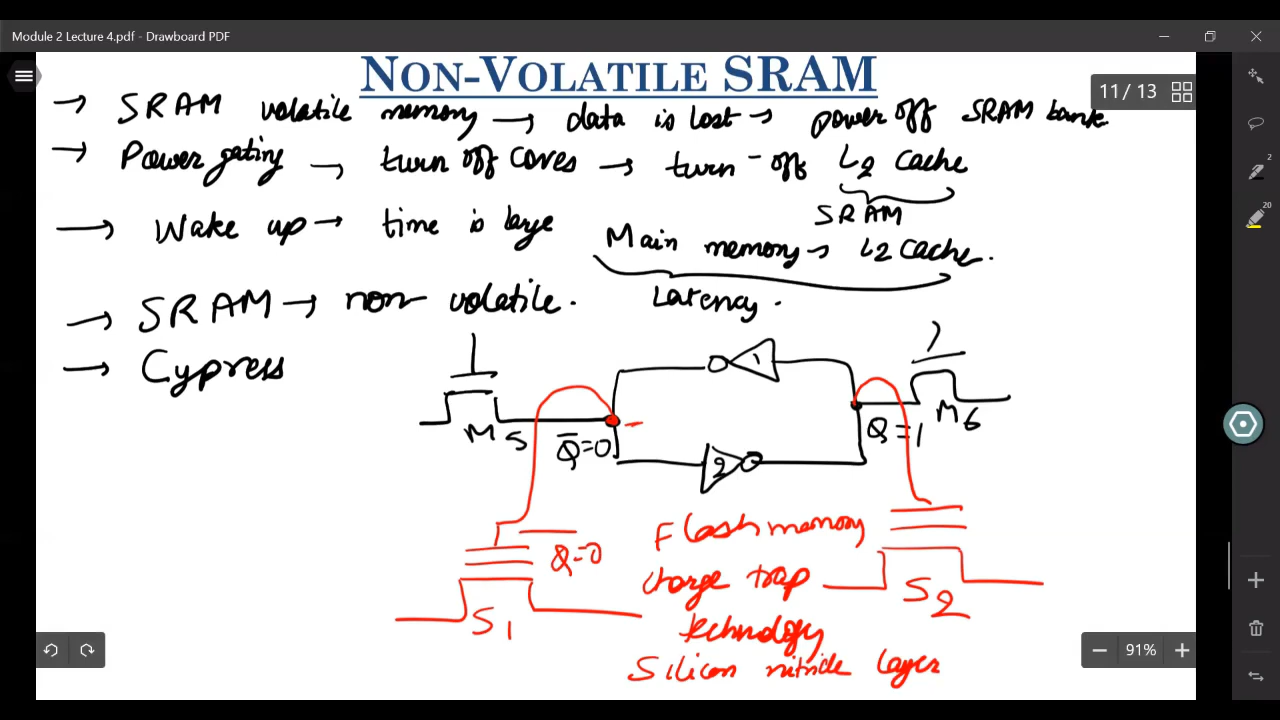 Module 2 Lecture 4.pdf - Drawboard PDF
NON-VOLATILE SRAM
11 / 13
→ SRAM volatile memory → data is lost → power off SRAM bank
→ Power gating → turn off cores → turn-off L2 cache
SRAM
→ Wake up → time is large
Main memory → L2 cache.
Latency.
→ SRAM → non volatile.
→ Cypress
1
M5
Q̅=0
2
Q=1
M6
Flash memory
Q̅=0
charge trap
S1
S2
technology
Silicon nitride layer
91%
2
20